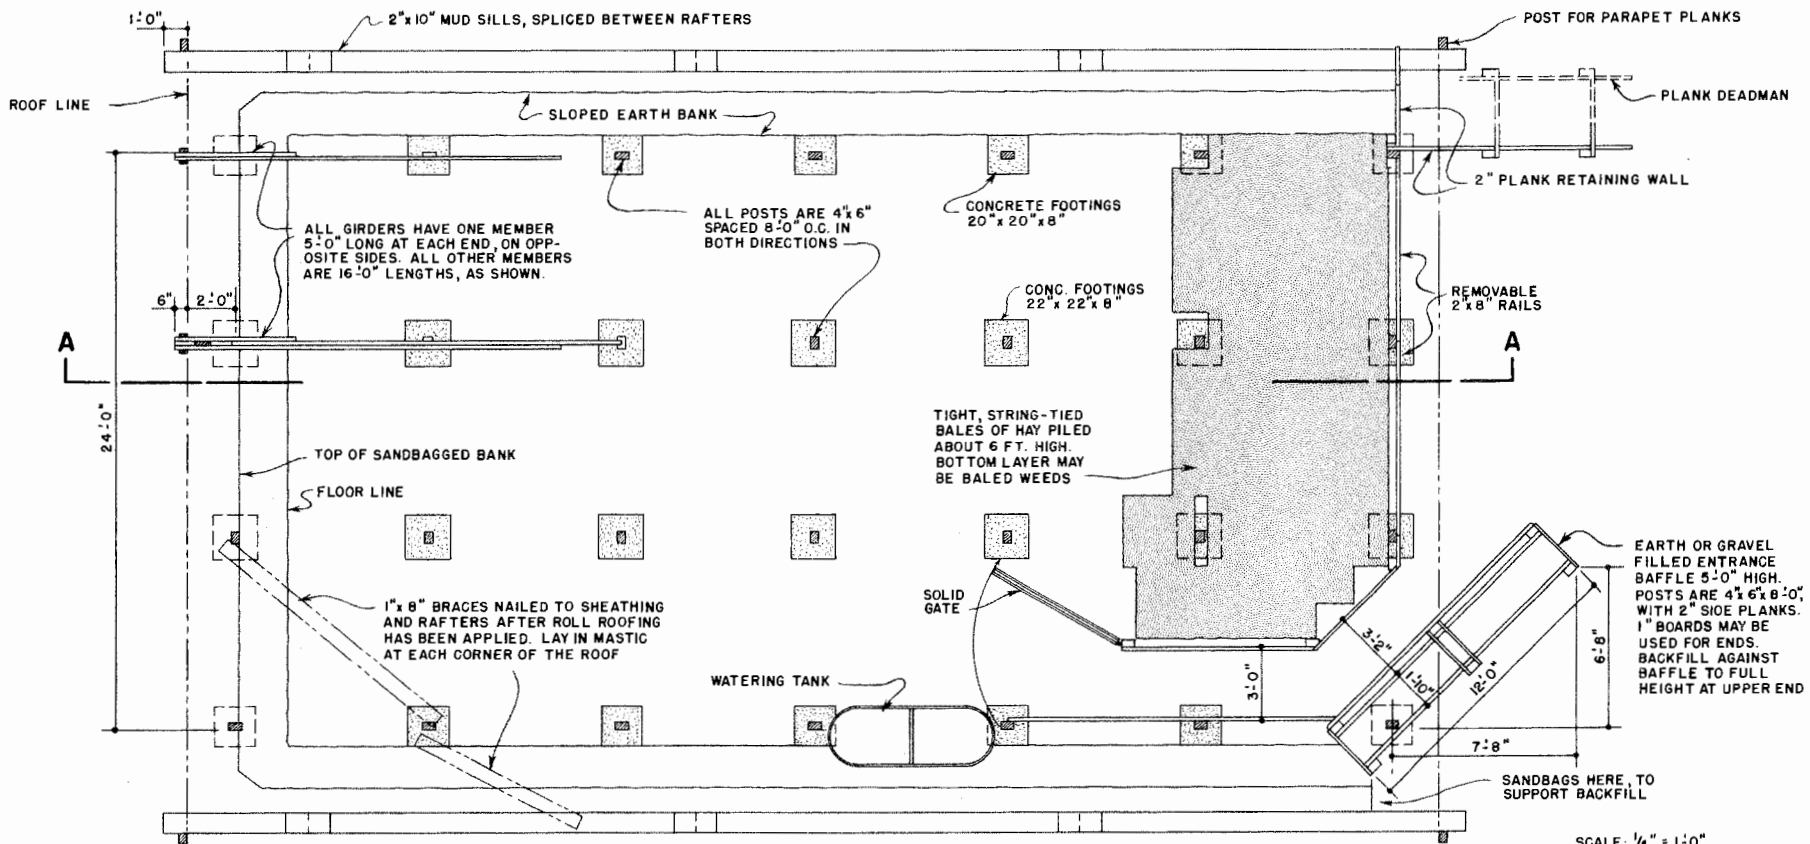 1'-0"
2"x10" MUD SILLS, SPLICED BETWEEN RAFTERS
POST FOR PARAPET PLANKS
ROOF LINE
SLOPED EARTH BANK
PLANK DEADMAN
2" PLANK RETAINING WALL
ALL GIRDERS HAVE ONE MEMBER
5'-0" LONG AT EACH END, ON OPP-
OSITE SIDES. ALL OTHER MEMBERS
ARE 16'-0" LENGTHS, AS SHOWN.
ALL POSTS ARE 4"x 6"
SPACED 8'-0" O.C. IN
BOTH DIRECTIONS
CONCRETE FOOTINGS
20"x 20"x 8"
6"
2'-0"
CONC. FOOTINGS
22"x 22"x 8"
REMOVABLE
2"x 8" RAILS
A
A
24'-0"
TIGHT, STRING-TIED
BALES OF HAY PILED
ABOUT 6 FT. HIGH.
BOTTOM LAYER MAY
BE BALED WEEDS
TOP OF SANDBAGGED BANK
FLOOR LINE
EARTH OR GRAVEL
FILLED ENTRANCE
BAFFLE 5'-0" HIGH.
POSTS ARE 4"x 6"x 8'-0",
WITH 2" SIDE PLANKS.
1" BOARDS MAY BE
USED FOR ENDS.
BACKFILL AGAINST
BAFFLE TO FULL
HEIGHT AT UPPER END
1"x 8" BRACES NAILED TO SHEATHING
AND RAFTERS AFTER ROLL ROOFING
HAS BEEN APPLIED. LAY IN MASTIC
AT EACH CORNER OF THE ROOF
SOLID
GATE
WATERING TANK
3'-0"
3'-2"
1'-10"
12'-0"
6'-8"
7'-8"
SANDBAGS HERE, TO
SUPPORT BACKFILL
SCALE: 1/4" = 1'-0"